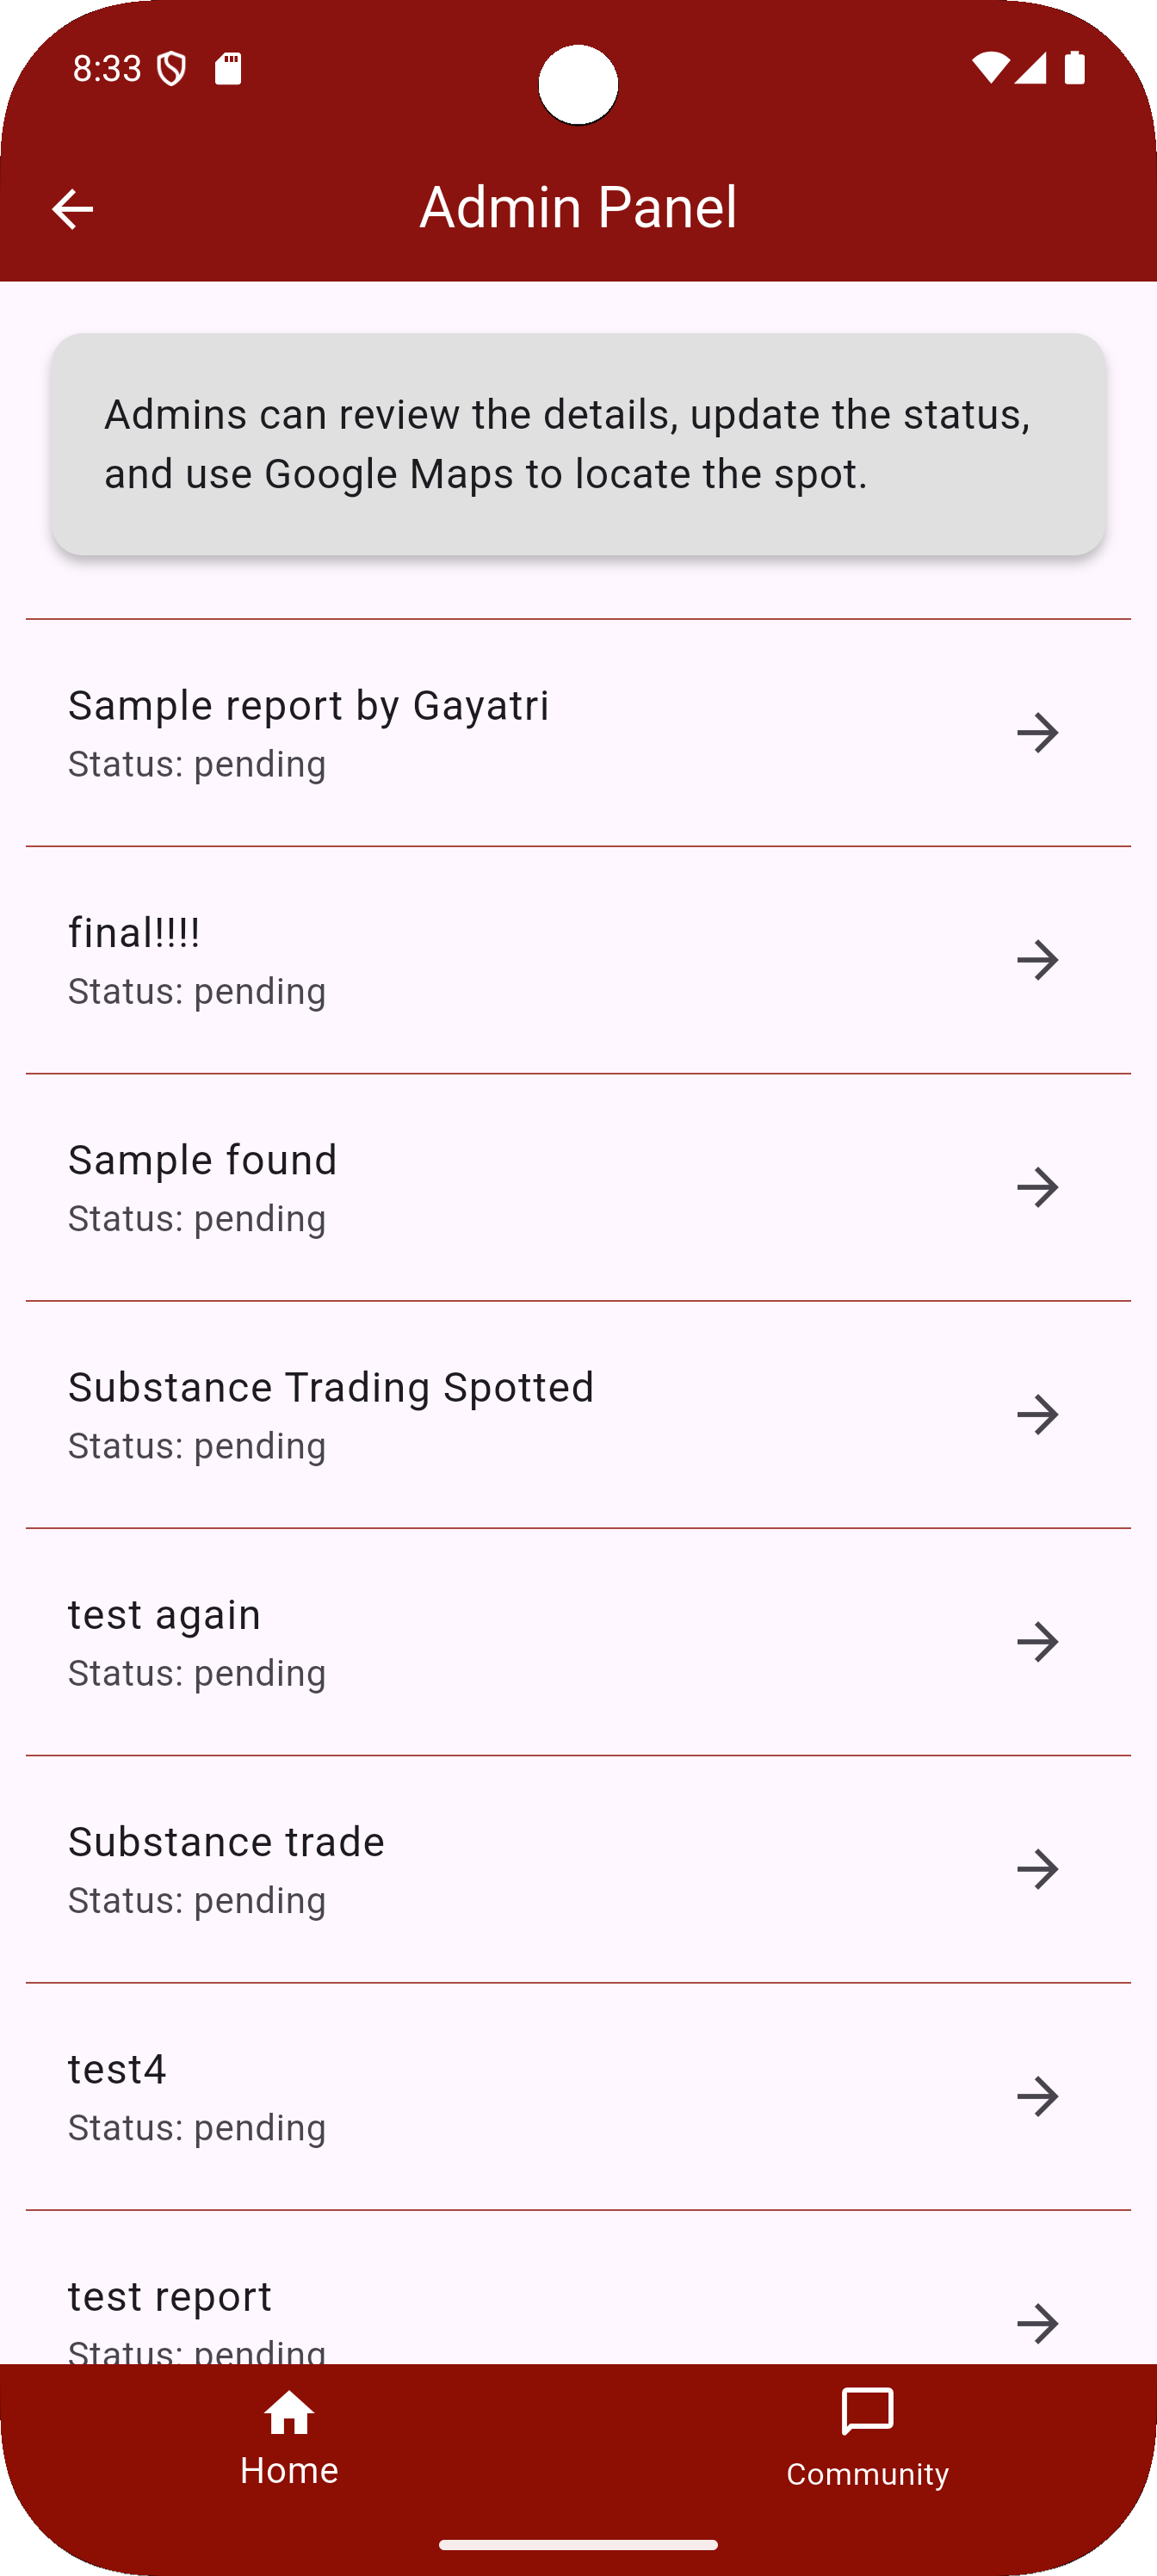 8:33
Admin Panel
Admins can review the details, update the status,
and use Google Maps to locate the spot.
Sample report by Gayatri
Status: pending
final!!!!
Status: pending
Sample found
Status: pending
Substance Trading Spotted
Status: pending
test again
Status: pending
Substance trade
Status: pending
test4
Status: pending
test report
Status: pending
Home
Community